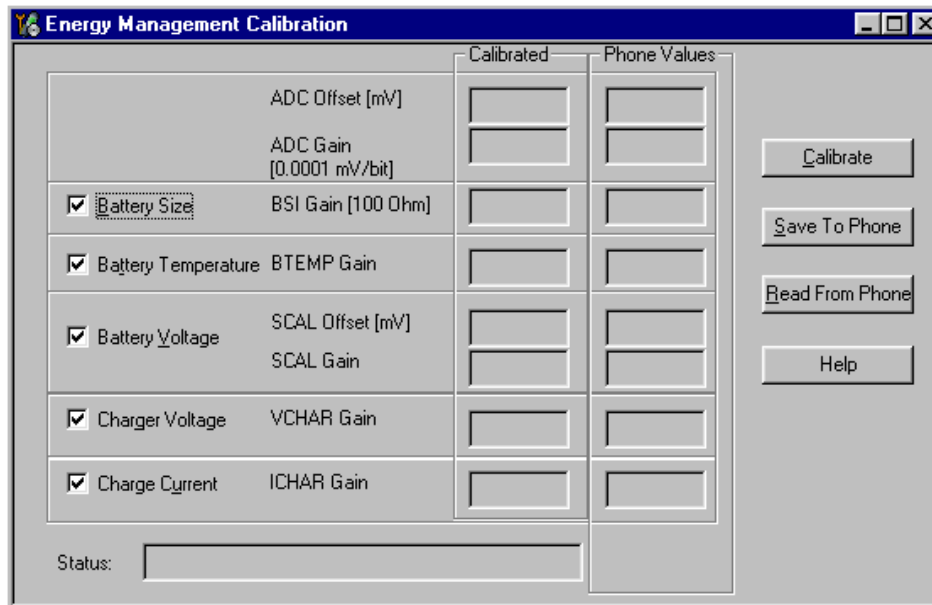 Energy Management Calibration
Calibrated
Phone Values
ADC Offset [mV]
ADC Gain
[0.0001 mV/bit]
Calibrate
Battery Size
BSI Gain [100 Ohm]
Save To Phone
Battery Temperature
BTEMP Gain
Read From Phone
Battery Voltage
SCAL Offset [mV]
SCAL Gain
Help
Charger Voltage
VCHAR Gain
Charge Current
ICHAR Gain
Status: